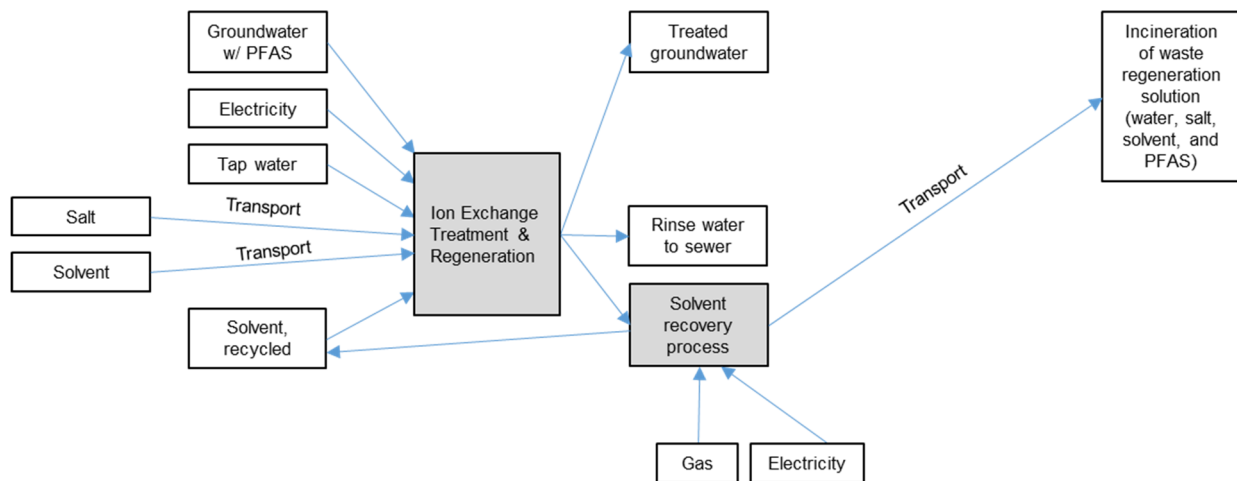 Groundwater
w/ PFAS
Electricity
Tap water
Salt
Transport
Solvent
Transport
Solvent,
recycled
Ion Exchange
Treatment &
Regeneration
Treated
groundwater
Rinse water
to sewer
Solvent
recovery
process
Gas
Electricity
Transport
Incineration
of waste
regeneration
solution
(water, salt,
solvent, and
PFAS)